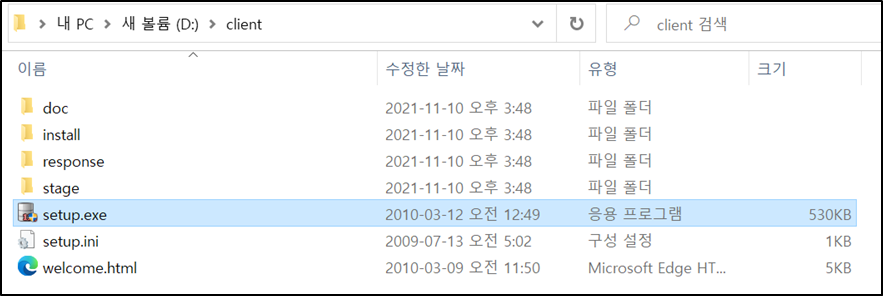 내 PC > 새 볼륨 (D:) > client client 검색
이름 수정한 날짜 유형 크기
doc 2021-11-10 오후 3:48 파일 폴더
install 2021-11-10 오후 3:48 파일 폴더
response 2021-11-10 오후 3:48 파일 폴더
stage 2021-11-10 오후 3:48 파일 폴더
setup.exe 2010-03-12 오전 12:49 응용 프로그램 530KB
setup.ini 2009-07-13 오전 5:02 구성 설정 1KB
welcome.html 2010-03-09 오전 11:50 Microsoft Edge HT... 5KB